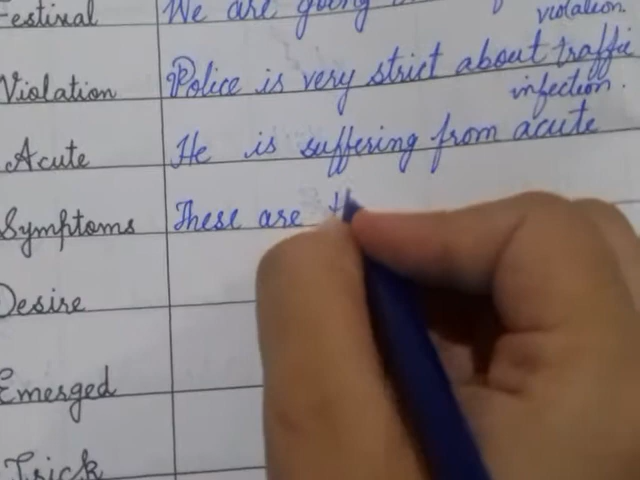 Festival We are going
violation.
Violation Police is very strict about traffic
infection.
Acute He is suffering from acute
Symptoms These are
Desire
Emerged
Trick